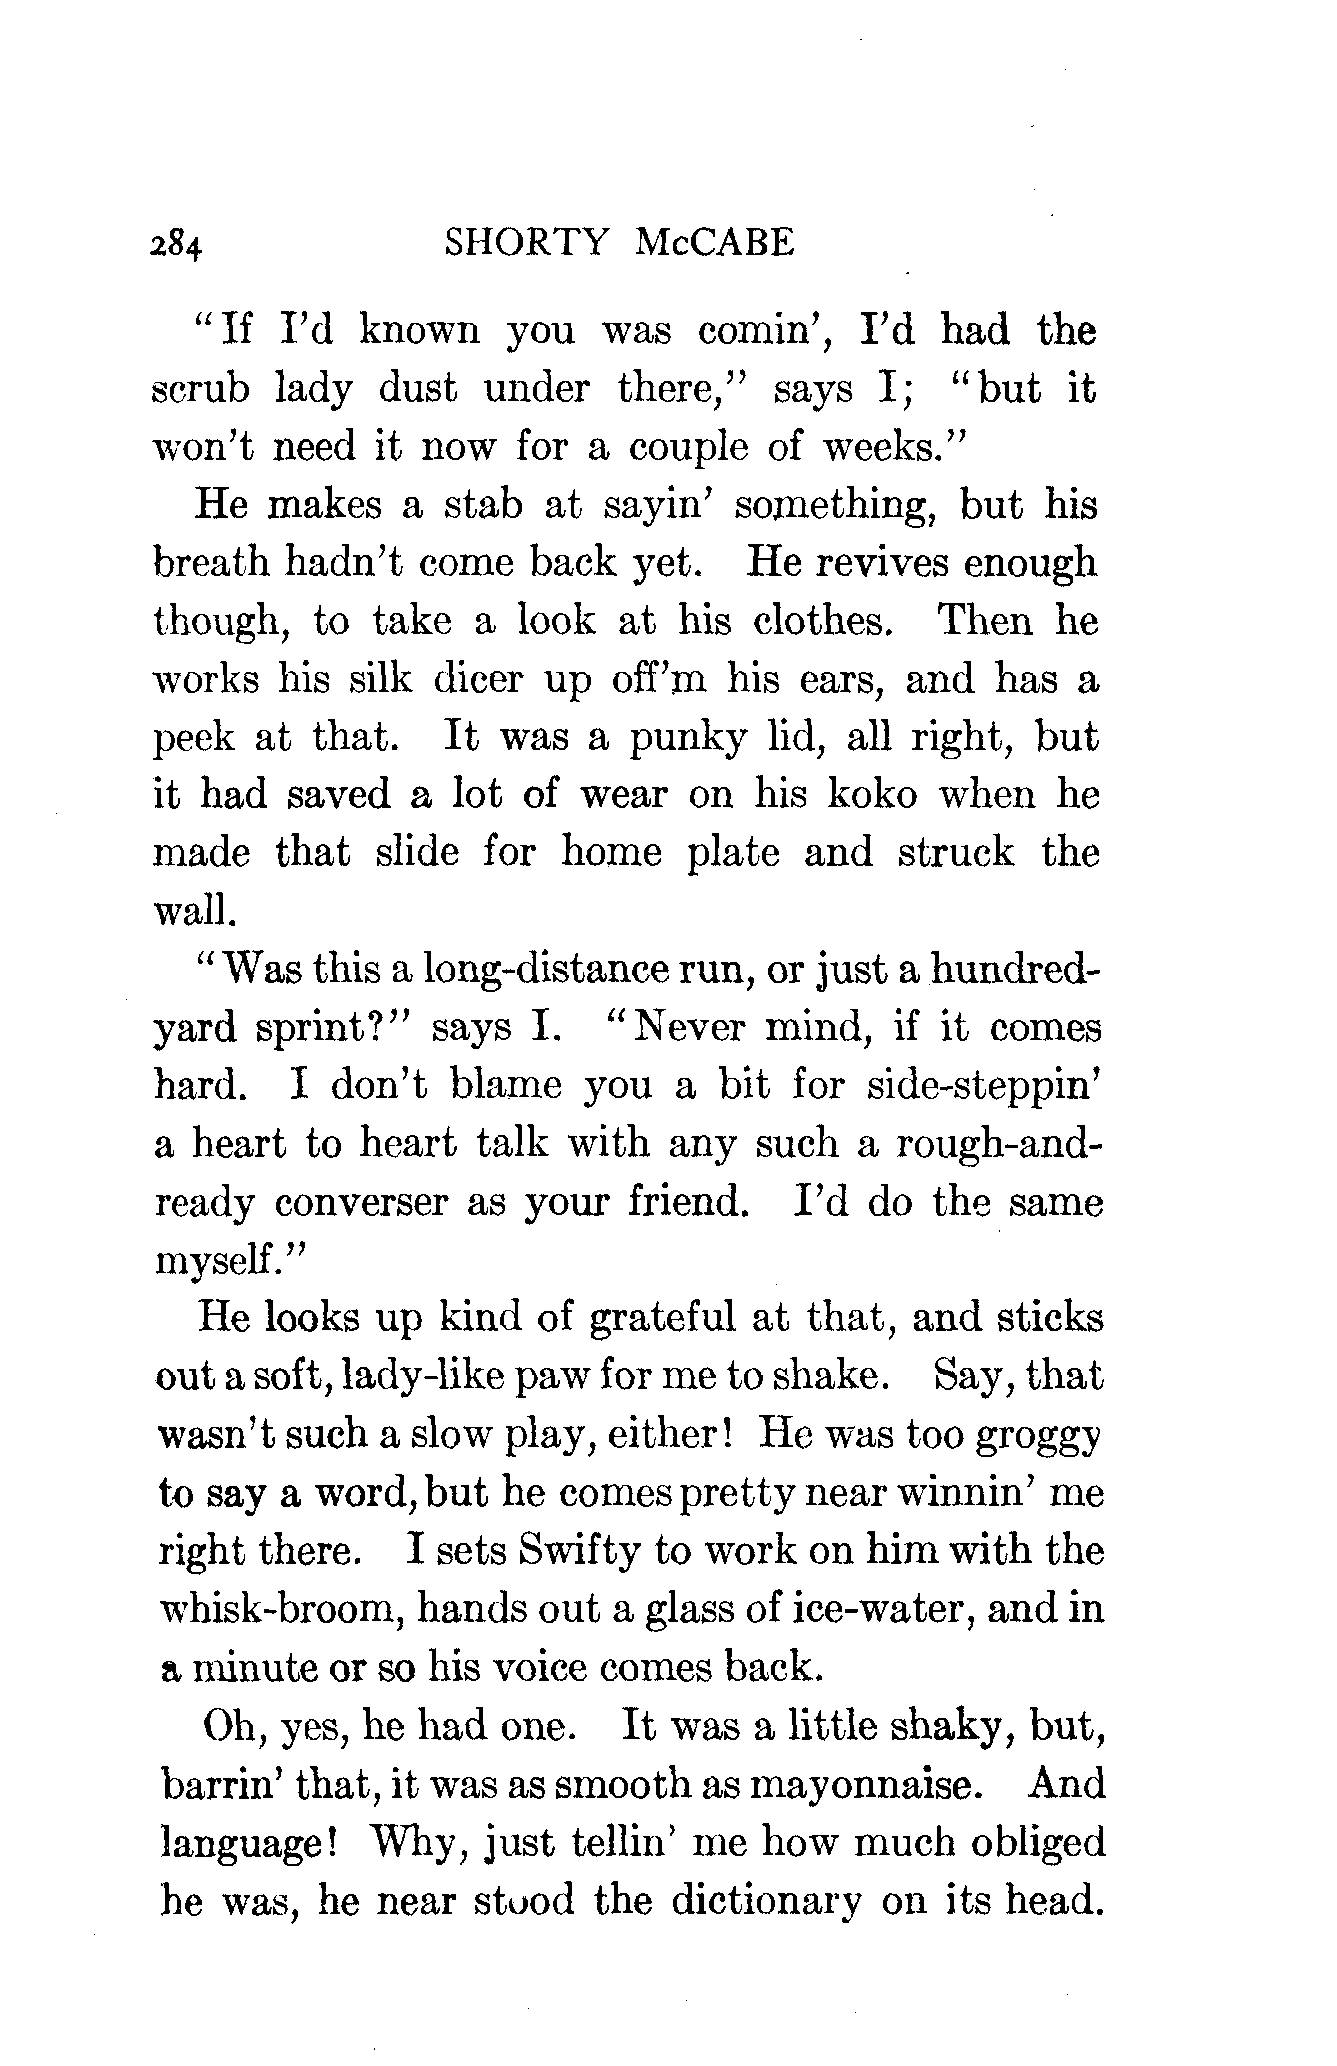 284 SHORTY McCABE
"If I'd known you was comin', I'd had the
scrub lady dust under there," says I; "but it
won't need it now for a couple of weeks."
He makes a stab at sayin' something, but his
breath hadn't come back yet. He revives enough
though, to take a look at his clothes. Then he
works his silk dicer up off'm his ears, and has a
peek at that. It was a punky lid, all right, but
it had saved a lot of wear on his koko when he
made that slide for home plate and struck the
wall.
"Was this a long-distance run, or just a hundred-
yard sprint?" says I. "Never mind, if it comes
hard. I don't blame you a bit for side-steppin'
a heart to heart talk with any such a rough-and-
ready converser as your friend. I'd do the same
myself."
He looks up kind of grateful at that, and sticks
out a soft, lady-like paw for me to shake. Say, that
wasn't such a slow play, either! He was too groggy
to say a word, but he comes pretty near winnin' me
right there. I sets Swifty to work on him with the
whisk-broom, hands out a glass of ice-water, and in
a minute or so his voice comes back.
Oh, yes, he had one. It was a little shaky, but,
barrin' that, it was as smooth as mayonnaise. And
language! Why, just tellin' me how much obliged
he was, he near stood the dictionary on its head.